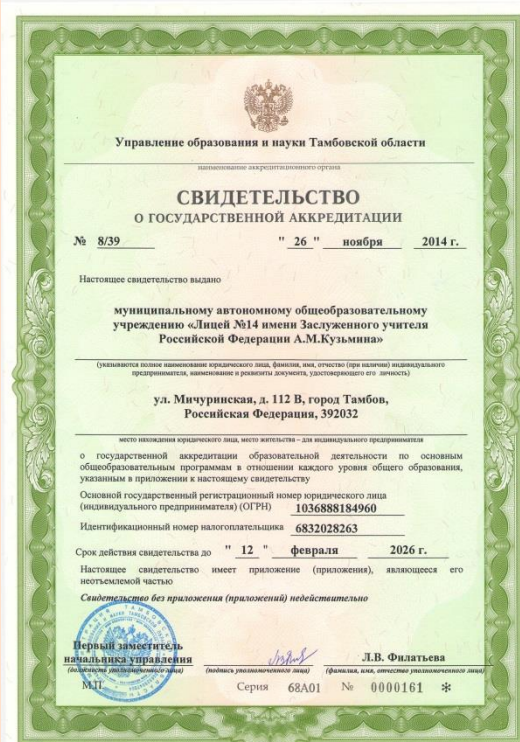 Управление образования и науки Тамбовской области
наименование аккредитационного органа
СВИДЕТЕЛЬСТВО
О ГОСУДАРСТВЕННОЙ АККРЕДИТАЦИИ
№ 8/39 " 26 " ноября 2014 г.
Настоящее свидетельство выдано
муниципальному автономному общеобразовательному
учреждению «Лицей №14 имени Заслуженного учителя
Российской Федерации А.М.Кузьмина»
(указываются полное наименование юридического лица, фамилия, имя, отчество (при наличии) индивидуального
предпринимателя, наименование и реквизиты документа, удостоверяющего его личность)
ул. Мичуринская, д. 112 В, город Тамбов,
Российская Федерация, 392032
место нахождения юридического лица, место жительства – для индивидуального предпринимателя
о государственной аккредитации образовательной деятельности по основным
общеобразовательным программам в отношении каждого уровня общего образования,
указанным в приложении к настоящему свидетельству
Основной государственный регистрационный номер юридического лица
(индивидуального предпринимателя) (ОГРН) 1036888184960
Идентификационный номер налогоплательщика 6832028263
Срок действия свидетельства до " 12 " февраля 2026 г.
Настоящее свидетельство имеет приложение (приложения), являющееся его
неотъемлемой частью
Свидетельство без приложения (приложений) недействительно
Первый заместитель
начальника управления Л.В. Филатьева
(должность уполномоченного лица) (подпись уполномоченного лица) (фамилия, имя, отчество уполномоченного лица)
М.П. Серия 68А01 № 0000161 *